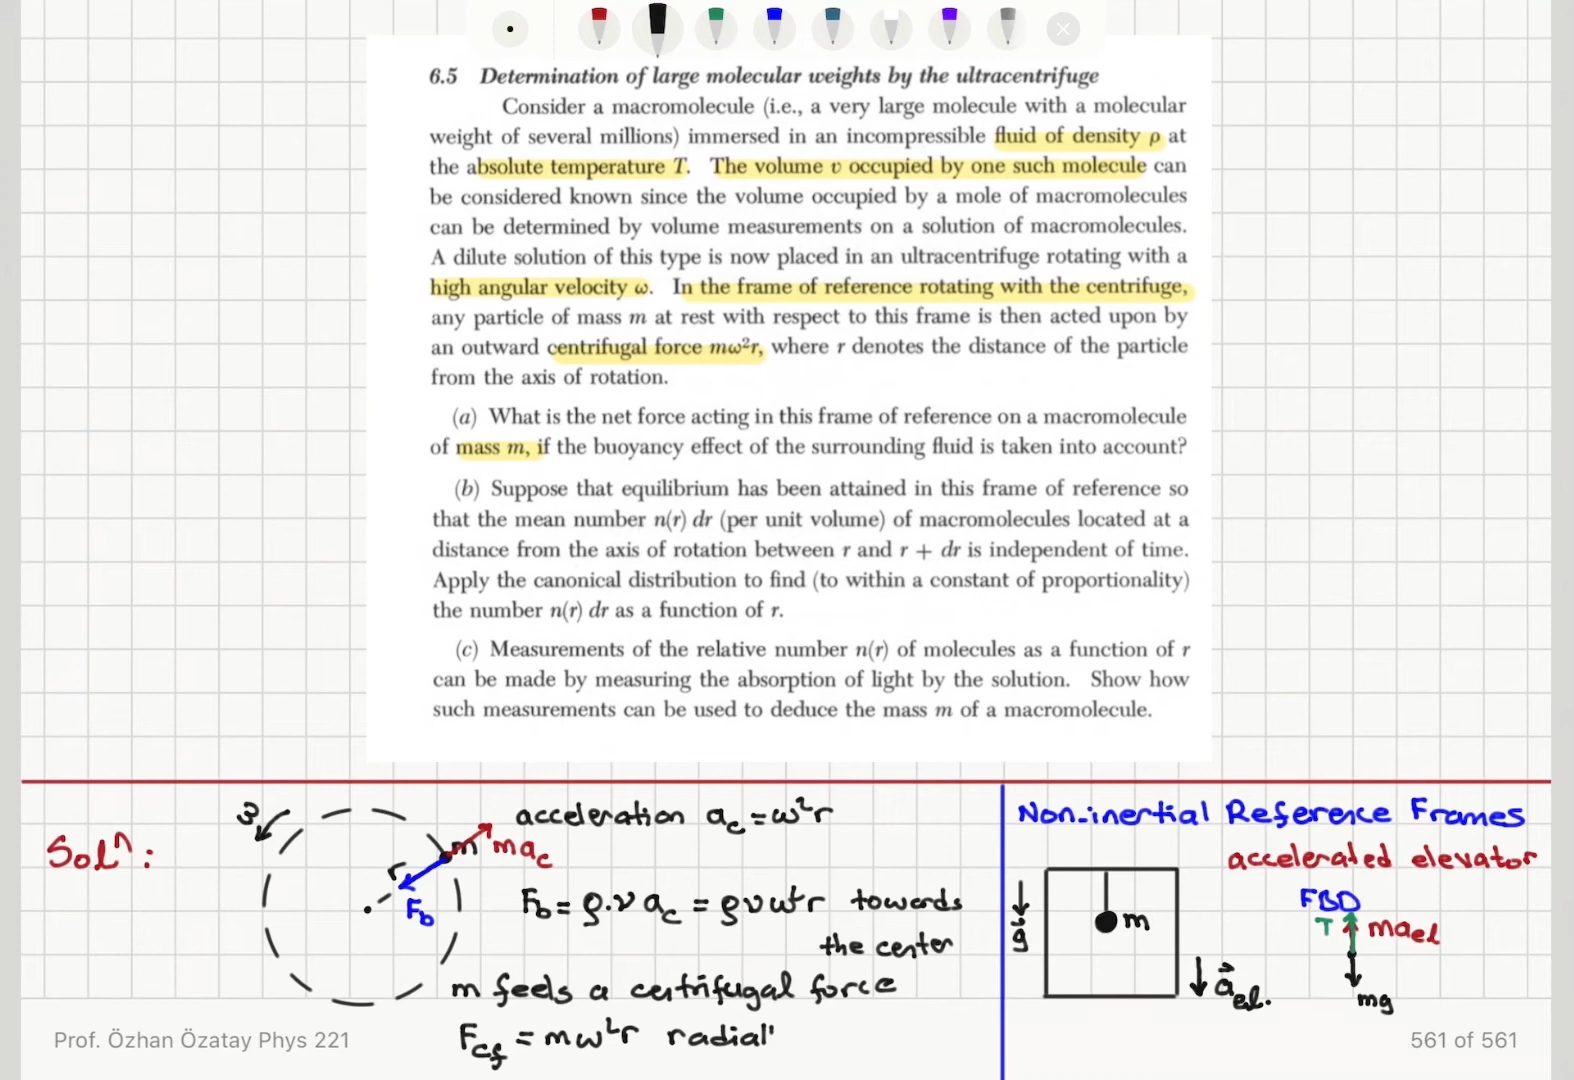 6.5 Determination of large molecular weights by the ultracentrifuge
Consider a macromolecule (i.e., a very large molecule with a molecular
weight of several millions) immersed in an incompressible fluid of density ρ at
the absolute temperature T. The volume v occupied by one such molecule can
be considered known since the volume occupied by a mole of macromolecules
can be determined by volume measurements on a solution of macromolecules.
A dilute solution of this type is now placed in an ultracentrifuge rotating with a
high angular velocity ω. In the frame of reference rotating with the centrifuge,
any particle of mass m at rest with respect to this frame is then acted upon by
an outward centrifugal force mω²r, where r denotes the distance of the particle
from the axis of rotation.
(a) What is the net force acting in this frame of reference on a macromolecule
of mass m, if the buoyancy effect of the surrounding fluid is taken into account?
(b) Suppose that equilibrium has been attained in this frame of reference so
that the mean number n(r) dr (per unit volume) of macromolecules located at a
distance from the axis of rotation between r and r + dr is independent of time.
Apply the canonical distribution to find (to within a constant of proportionality)
the number n(r) dr as a function of r.
(c) Measurements of the relative number n(r) of molecules as a function of r
can be made by measuring the absorption of light by the solution. Show how
such measurements can be used to deduce the mass m of a macromolecule.
Solⁿ:
ω
r
m
mac
Fb
acceleration ac = ω²r
Fb = ρ.v ac = ρvω²r towards
the center
m feels a centrifugal force
Fcf = mω²r radial
Non-inertial Reference Frames
accelerated elevator
g
m
a⃗el.
FBD
T
mael
mg
Prof. Özhan Özatay Phys 221
561 of 561